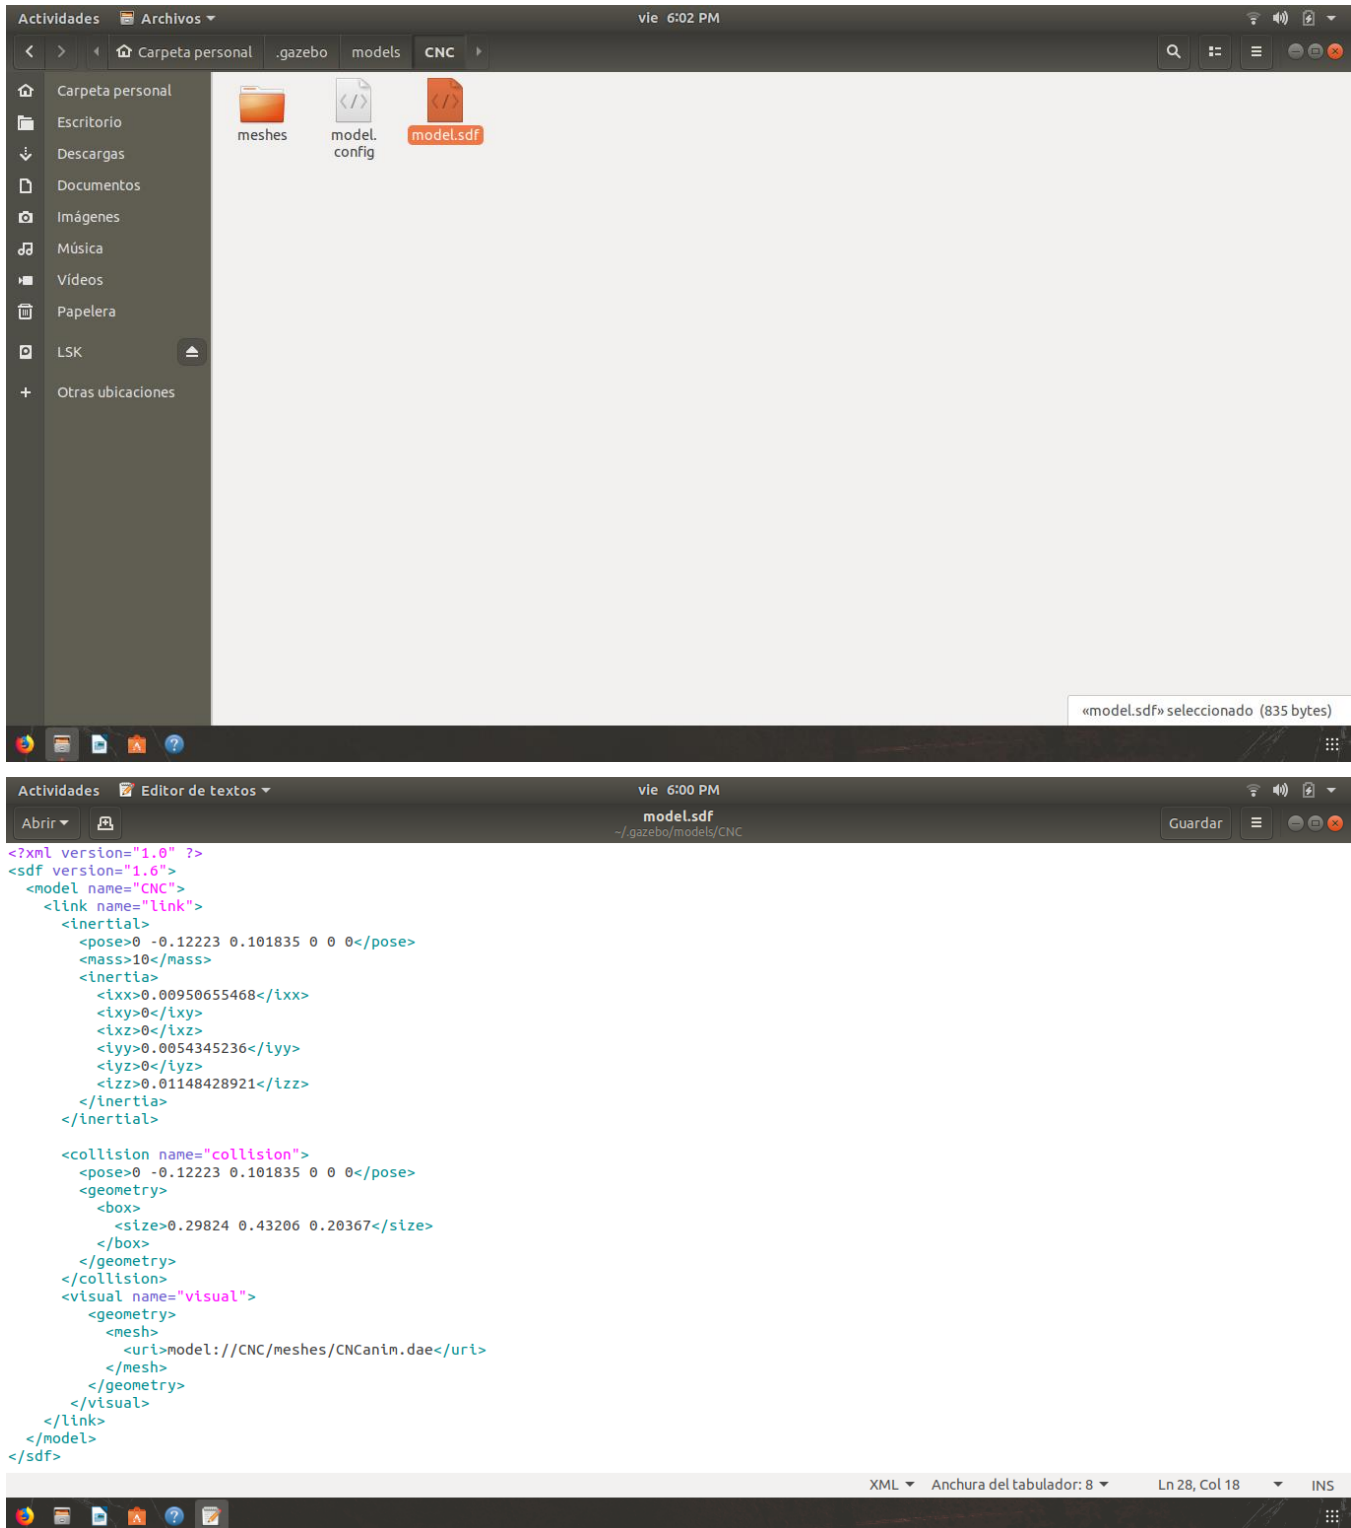 Actividades Archivos vie 6:02 PM
Carpeta personal .gazebo models CNC
Carpeta personal
Escritorio
Descargas
Documentos
Imágenes
Música
Vídeos
Papelera
LSK
Otras ubicaciones
meshes
model.
config
model.sdf
«model.sdf» seleccionado (835 bytes)
Actividades Editor de textos vie 6:00 PM
Abrir model.sdf Guardar
~/.gazebo/models/CNC
<?xml version="1.0" ?>
<sdf version="1.6">
<model name="CNC">
<link name="link">
<inertial>
<pose>0 -0.12223 0.101835 0 0 0</pose>
<mass>10</mass>
<inertia>
<ixx>0.00950655468</ixx>
<ixy>0</ixy>
<ixz>0</ixz>
<iyy>0.0054345236</iyy>
<iyz>0</iyz>
<izz>0.01148428921</izz>
</inertia>
</inertial>
<collision name="collision">
<pose>0 -0.12223 0.101835 0 0 0</pose>
<geometry>
<box>
<size>0.29824 0.43206 0.20367</size>
</box>
</geometry>
</collision>
<visual name="visual">
<geometry>
<mesh>
<uri>model://CNC/meshes/CNCanim.dae</uri>
</mesh>
</geometry>
</visual>
</link>
</model>
</sdf>
XML Anchura del tabulador: 8 Ln 28, Col 18 INS